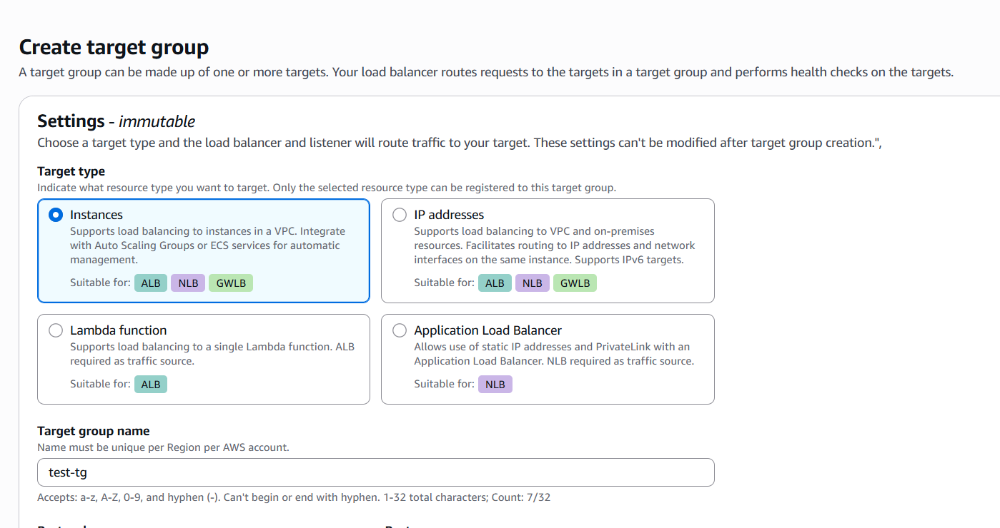 Create target group
A target group can be made up of one or more targets. Your load balancer routes requests to the targets in a target group and performs health checks on the targets.
Settings - immutable
Choose a target type and the load balancer and listener will route traffic to your target. These settings can't be modified after target group creation.",
Target type
Indicate what resource type you want to target. Only the selected resource type can be registered to this target group.
Instances
Supports load balancing to instances in a VPC. Integrate
with Auto Scaling Groups or ECS services for automatic
management.
Suitable for: ALB NLB GWLB
IP addresses
Supports load balancing to VPC and on-premises
resources. Facilitates routing to IP addresses and network
interfaces on the same instance. Supports IPv6 targets.
Suitable for: ALB NLB GWLB
Lambda function
Supports load balancing to a single Lambda function. ALB
required as traffic source.
Suitable for: ALB
Application Load Balancer
Allows use of static IP addresses and PrivateLink with an
Application Load Balancer. NLB required as traffic source.
Suitable for: NLB
Target group name
Name must be unique per Region per AWS account.
test-tg
Accepts: a-z, A-Z, 0-9, and hyphen (-). Can't begin or end with hyphen. 1-32 total characters; Count: 7/32